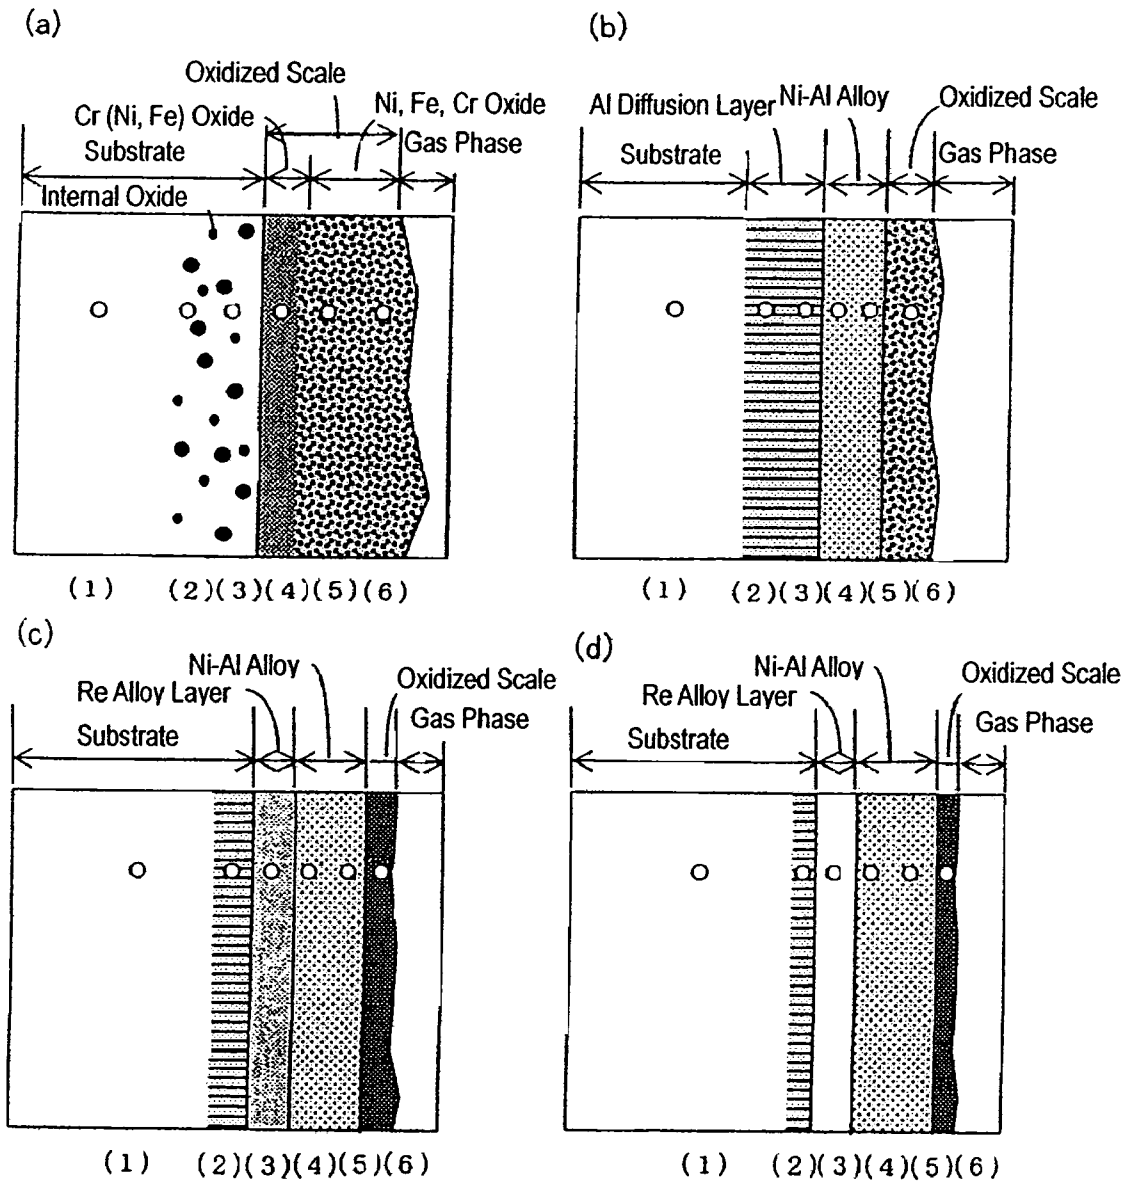 (a)
Oxidized Scale
Cr (Ni, Fe) Oxide
Ni, Fe, Cr Oxide
Substrate
Gas Phase
Internal Oxide
(1) (2)(3)(4)(5)(6)
(b)
Al Diffusion Layer
Ni-Al Alloy
Oxidized Scale
Substrate
Gas Phase
(1) (2)(3)(4)(5)(6)
(c)
Ni-Al Alloy
Re Alloy Layer
Oxidized Scale
Substrate
Gas Phase
(1) (2)(3)(4)(5)(6)
(d)
Ni-Al Alloy
Re Alloy Layer
Oxidized Scale
Substrate
Gas Phase
(1) (2)(3)(4)(5)(6)